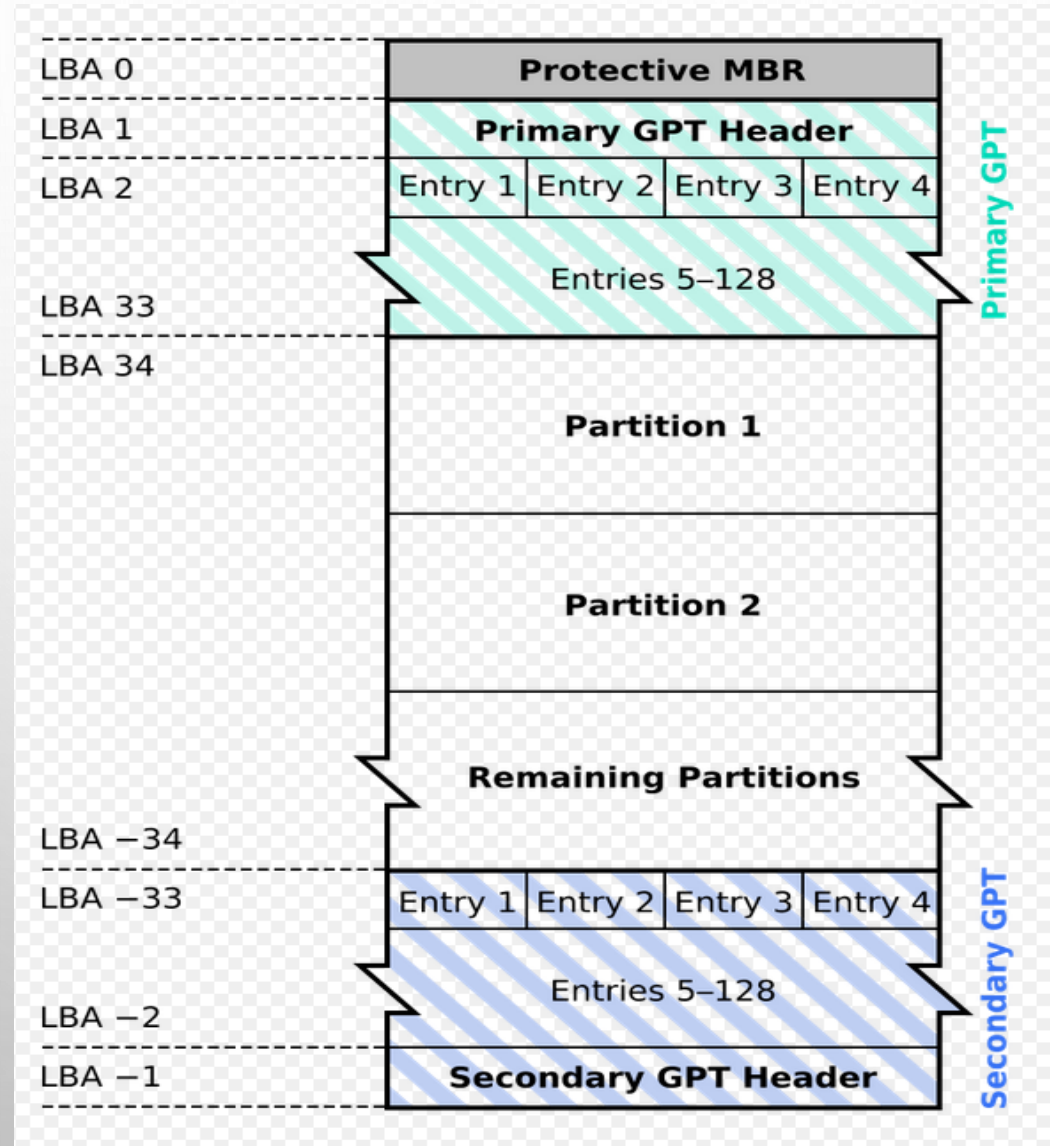 LBA 0
Protective MBR
LBA 1
Primary GPT Header
LBA 2
Entry 1 Entry 2 Entry 3 Entry 4
Primary GPT
Entries 5–128
LBA 33
LBA 34
Partition 1
Partition 2
Remaining Partitions
LBA −34
LBA −33
Entry 1 Entry 2 Entry 3 Entry 4
Entries 5–128
Secondary GPT
LBA −2
LBA −1
Secondary GPT Header